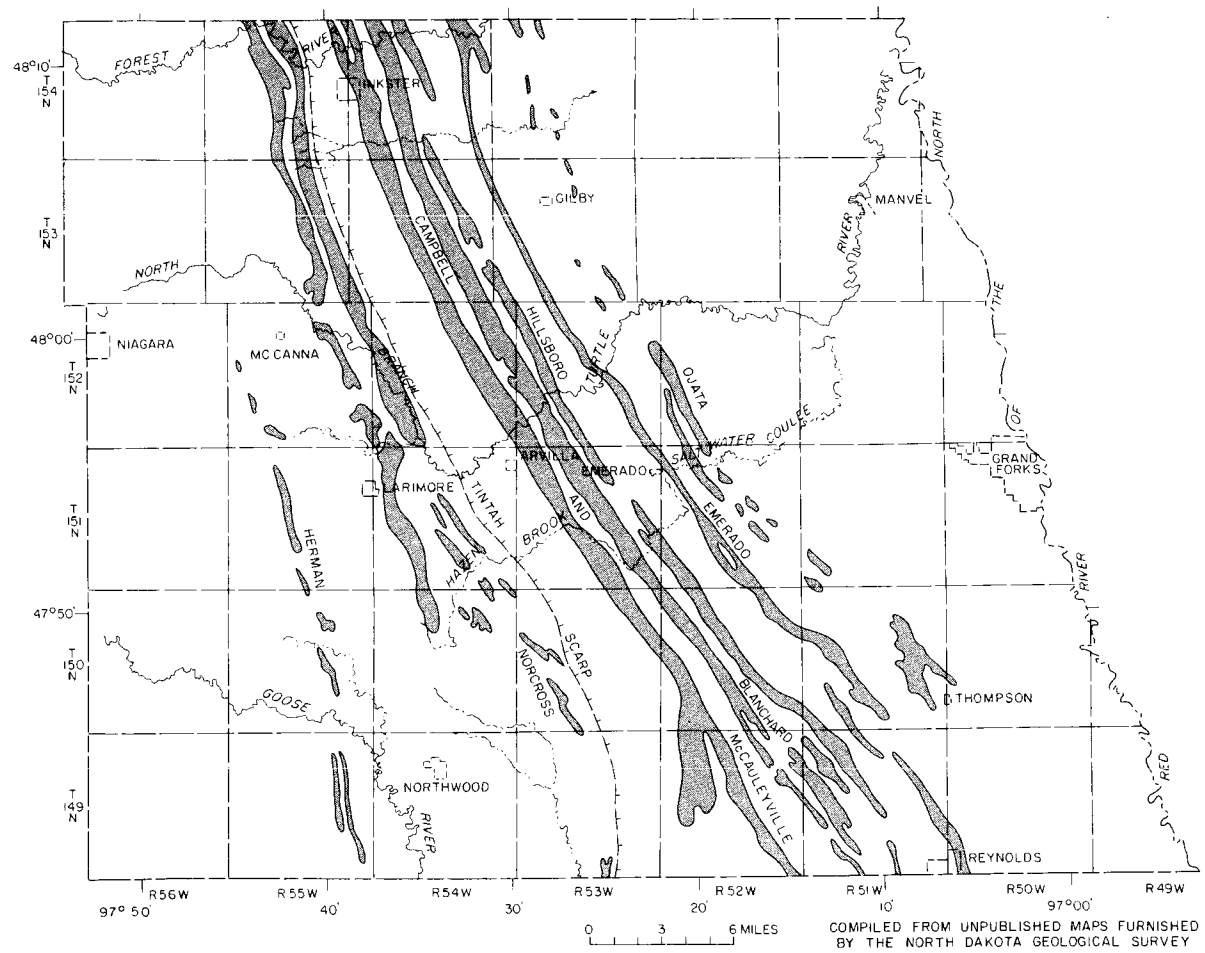 48°10'
T
154
N
FOREST
RIVER
INKSTER
NORTH
GILBY
MANVEL
T
153
N
CAMPBELL
RIVER
NORTH
THE
HILLSBORO
TURTLE
48°00'
NIAGARA
MC CANNA
BRANCH
OJATA
T
152
N
OF
SALT WATER COULEE
GRAND
FORKS
ARVILLA
EMERADO
LARIMORE
TINTAH
AND
EMERADO
T
151
N
BROOK
HAZEN
HERMAN
RIVER
47°50'
SCARP
T
150
N
NORCROSS
GOOSE
BLANCHARD
THOMPSON
McCAULEYVILLE
RED
NORTHWOOD
T
149
N
RIVER
REYNOLDS
R56W R55W R54W R53W R52W R51W R50W R49W
97° 50' 40' 30' 20' 10' 97° 00'
0 3 6 MILES
COMPILED FROM UNPUBLISHED MAPS FURNISHED
BY THE NORTH DAKOTA GEOLOGICAL SURVEY